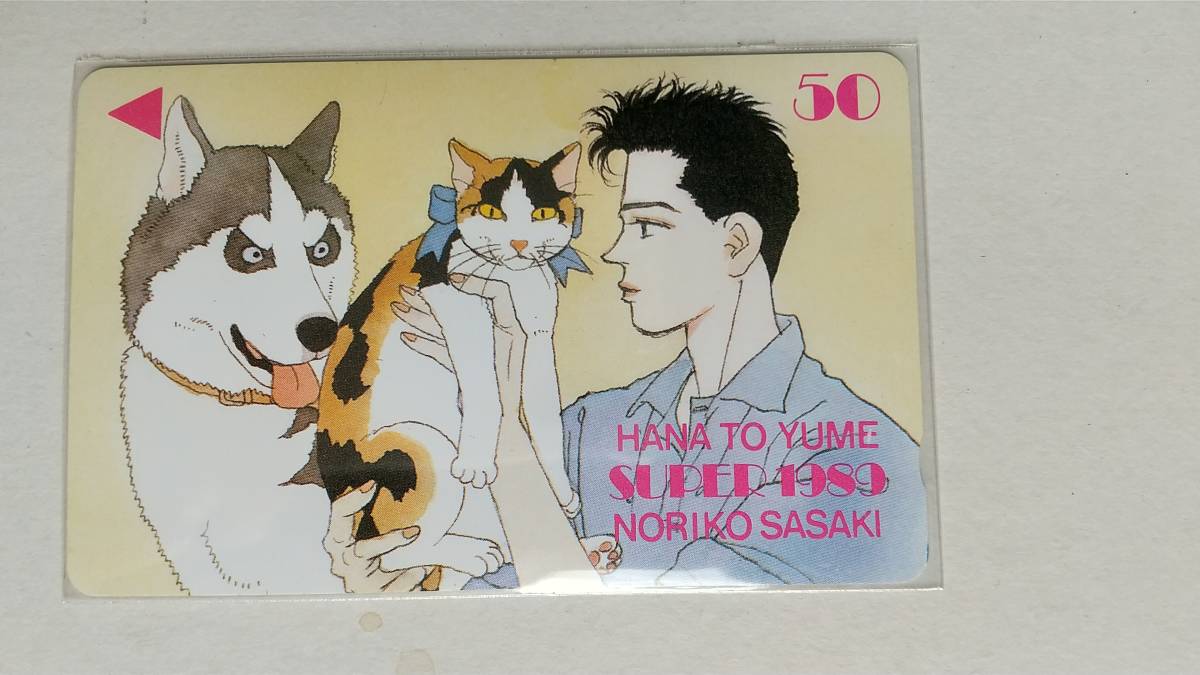 50
HANA TO YUME
SUPER 1989
NORIKO SASAKI